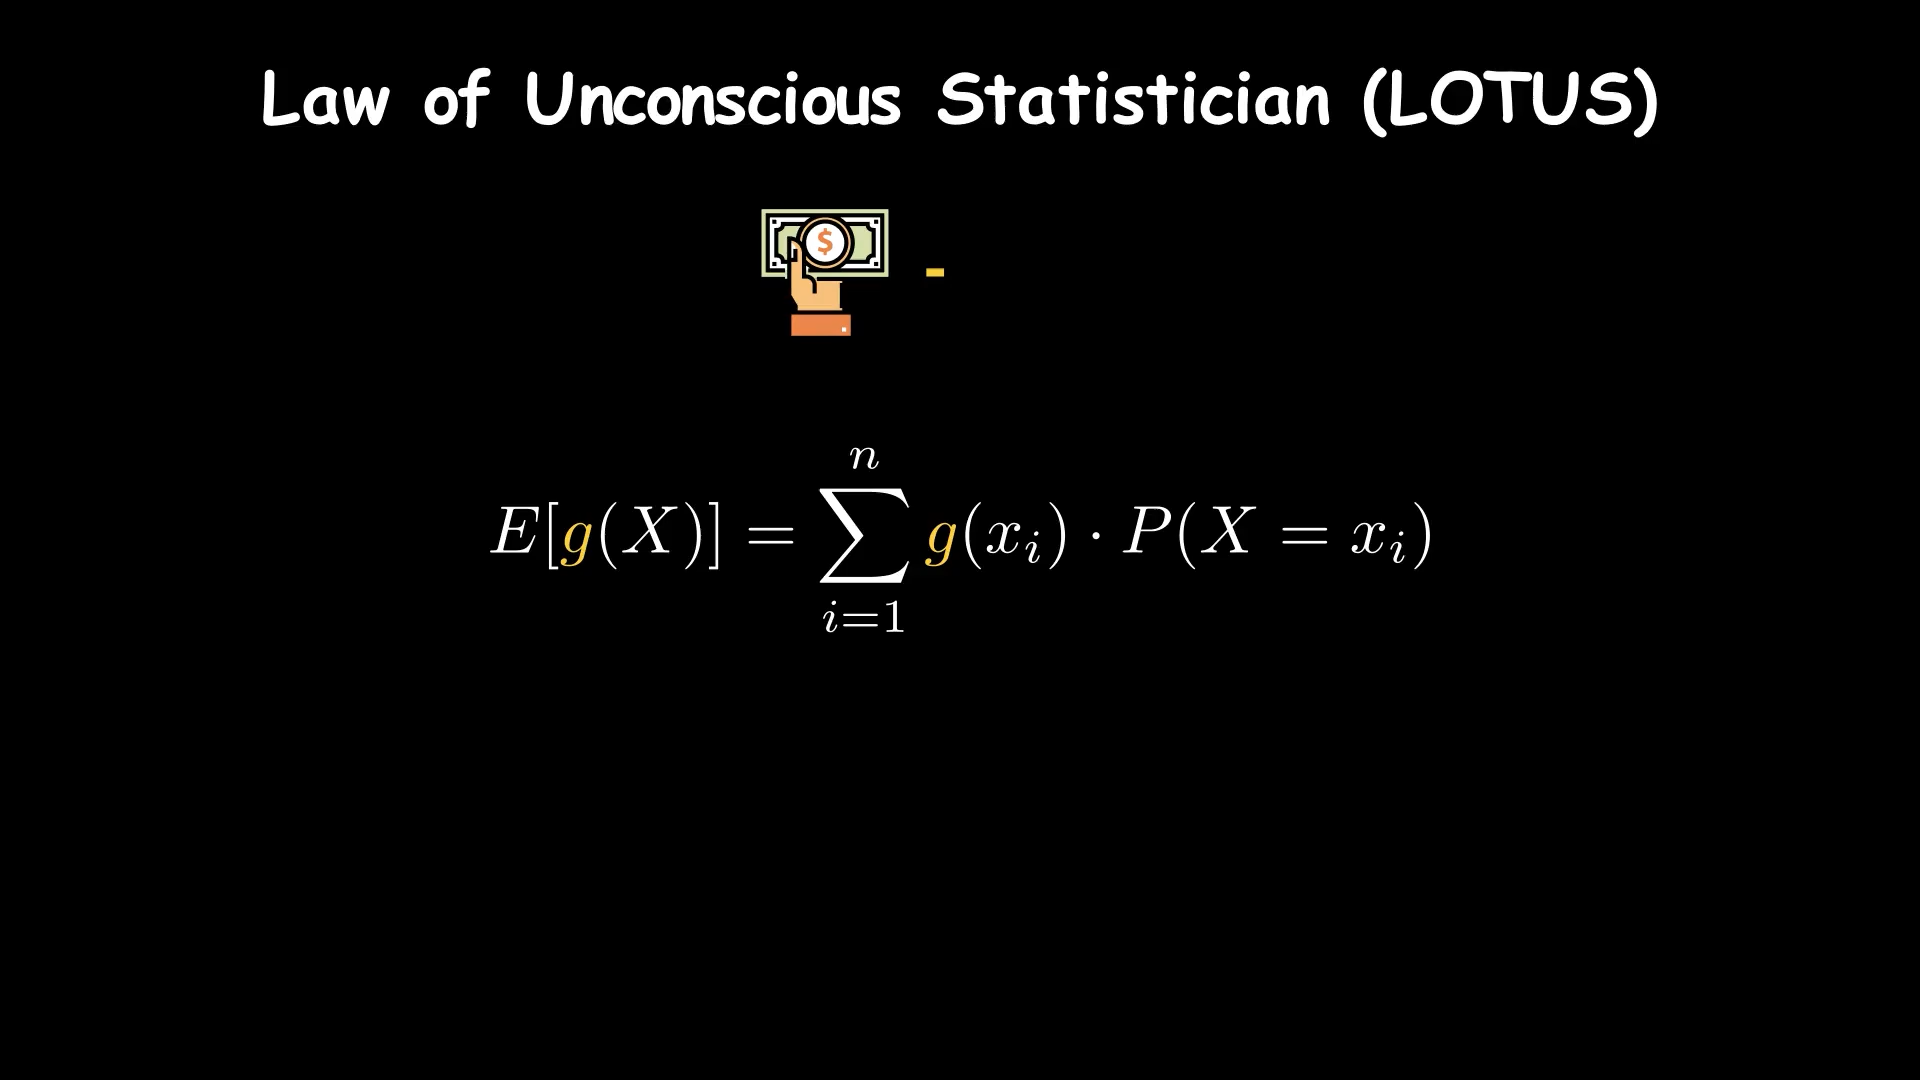 Law of Unconscious Statistician (LOTUS)
$ -
E[g(X)] = \sum_{i=1}^{n} g(x_i) \cdot P(X = x_i)